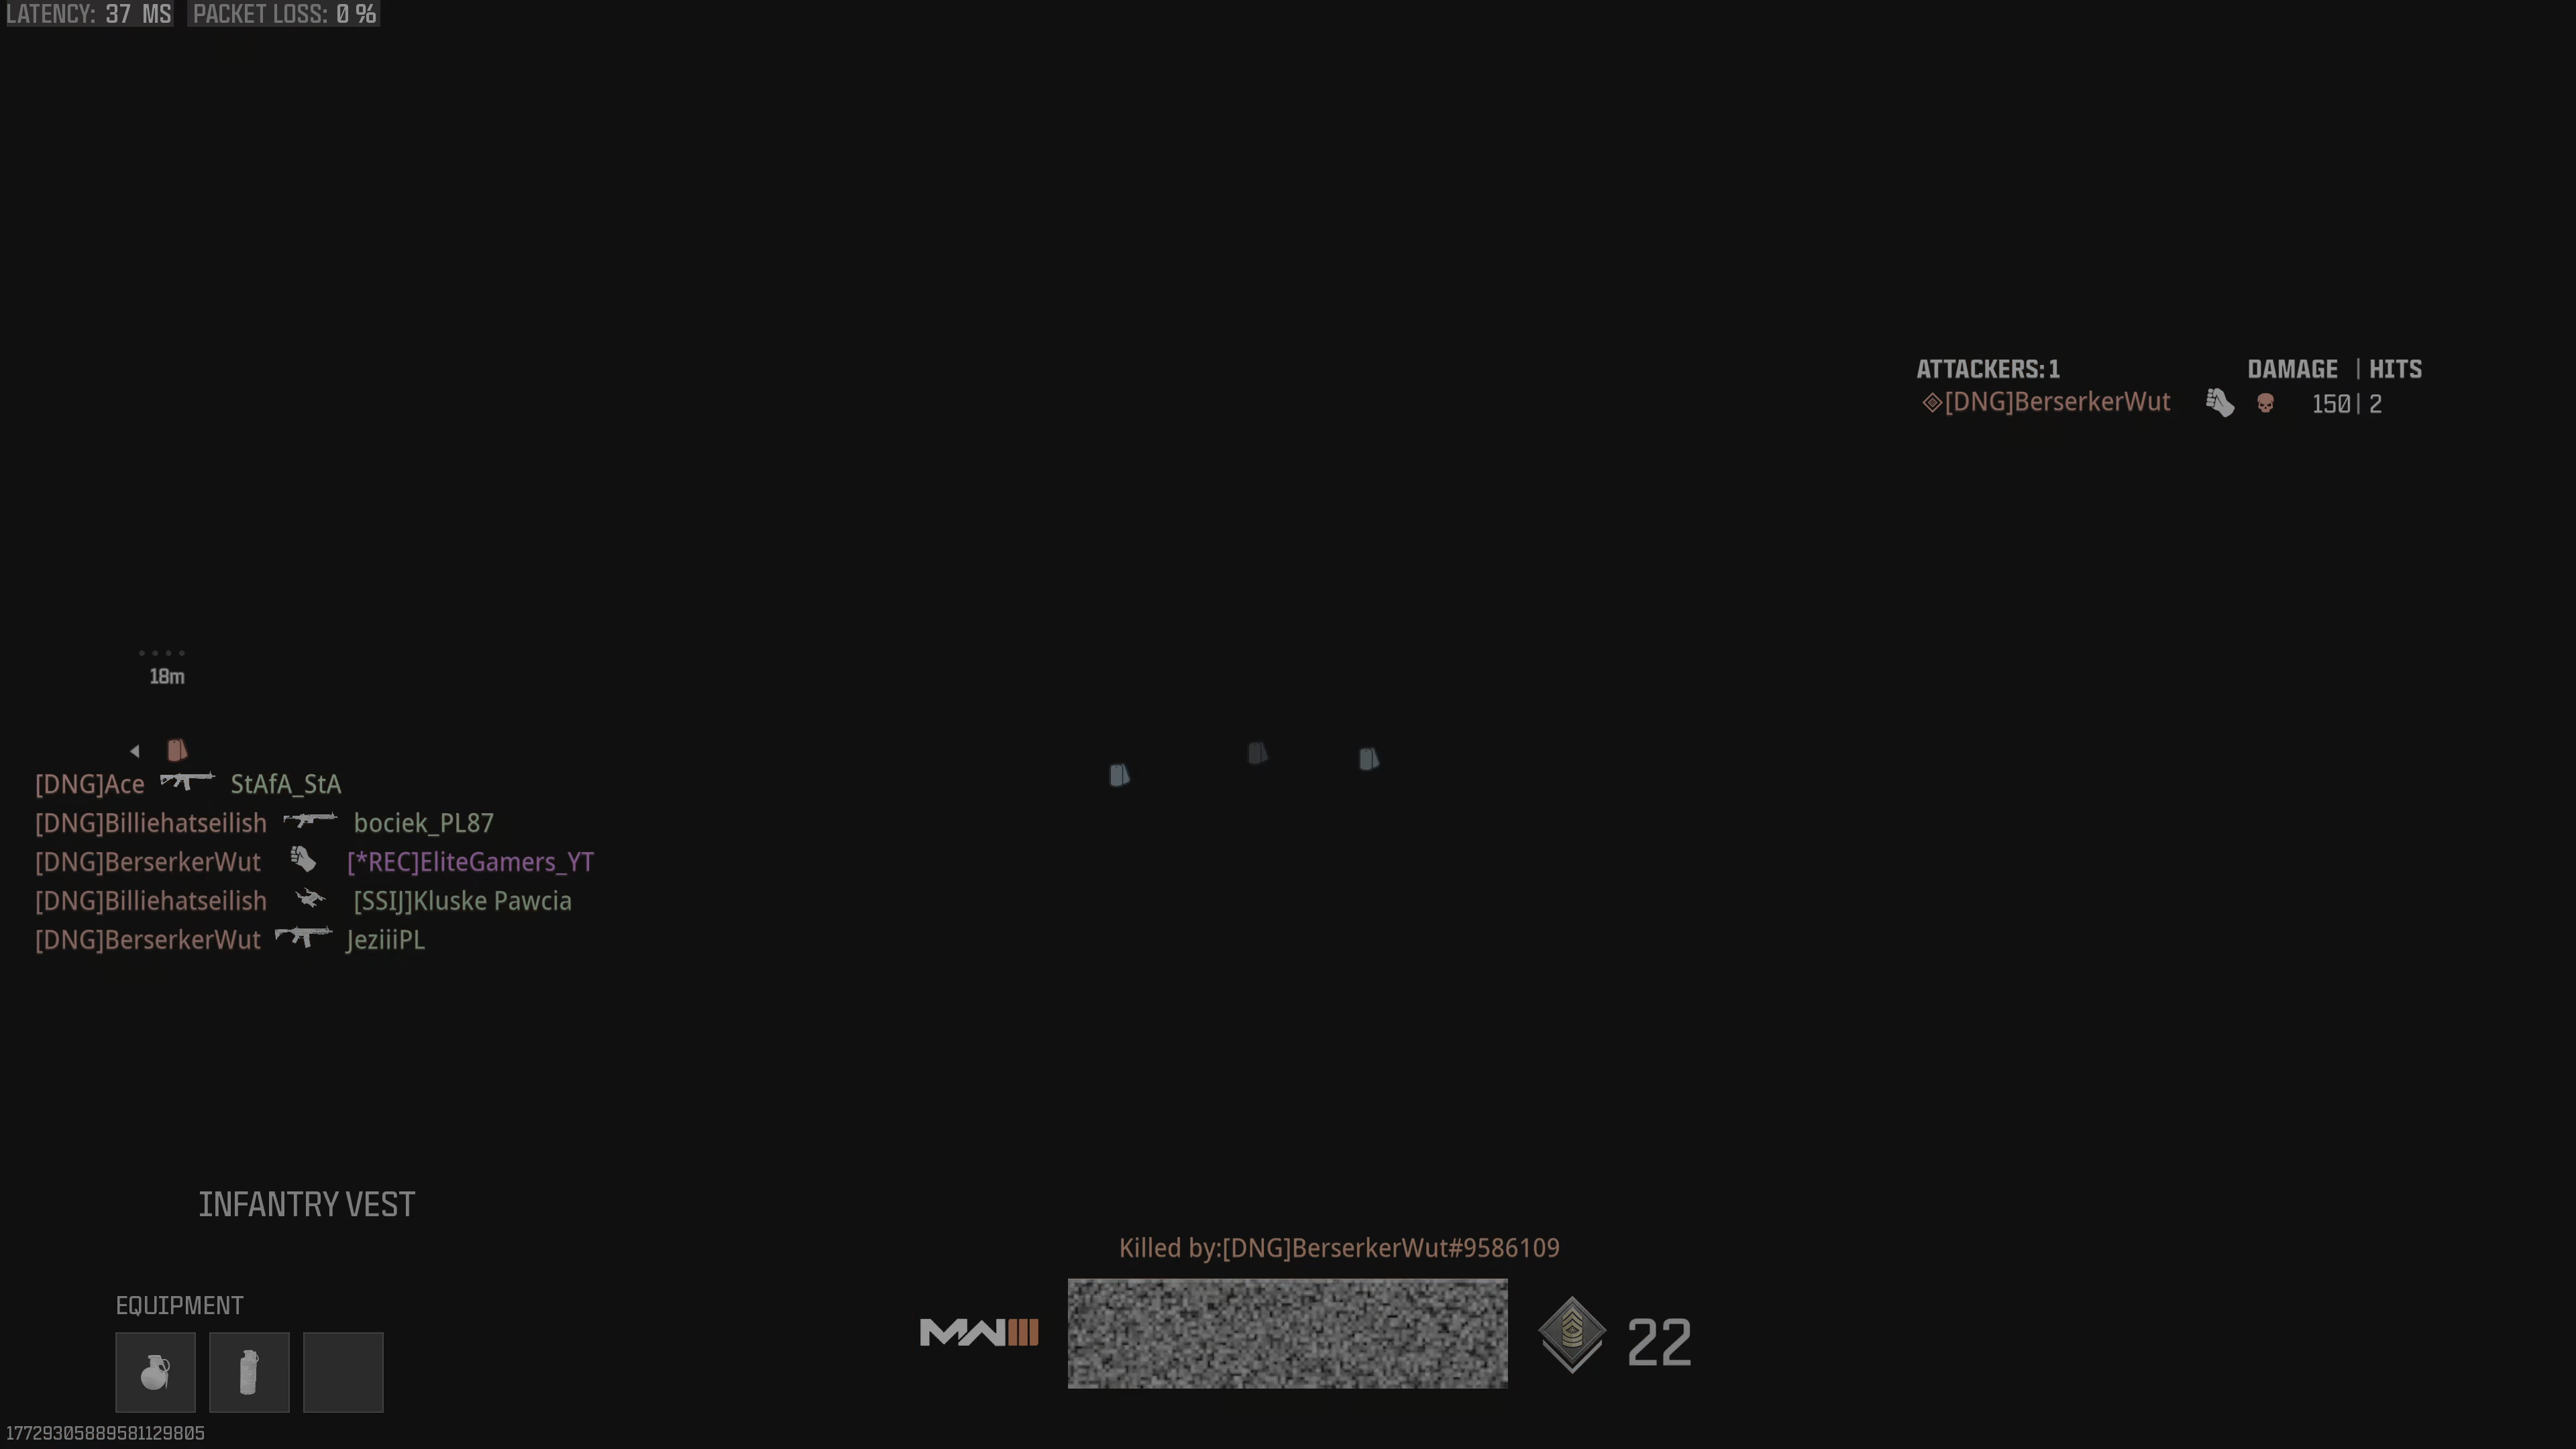 LATENCY: 37 MS PACKET LOSS: 0 %
ATTACKERS: 1 DAMAGE | HITS
[DNG]BerserkerWut 150 | 2
18m
[DNG]Ace StAfA_StA
[DNG]Billiehatseilish bociek_PL87
[DNG]BerserkerWut [*REC]EliteGamers_YT
[DNG]Billiehatseilish [SSIJ]Kluske Pawcia
[DNG]BerserkerWut JeziiiPL
INFANTRY VEST
Killed by:[DNG]BerserkerWut#9586109
EQUIPMENT
MWIII
22
17729305889581129805